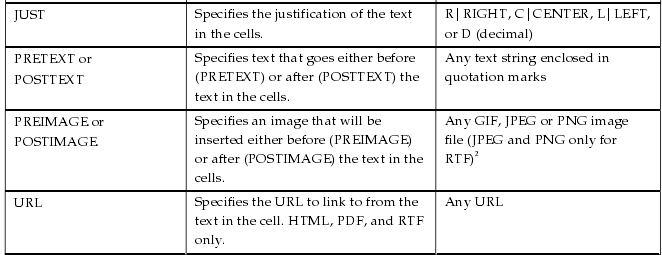 JUST
Specifies the justification of the text
in the cells.
R|RIGHT, C|CENTER, L|LEFT,
or D (decimal)
PRETEXT or
POSTTEXT
Specifies text that goes either before
(PRETEXT) or after (POSTTEXT) the
text in the cells.
Any text string enclosed in
quotation marks
PREIMAGE or
POSTIMAGE
Specifies an image that will be
inserted either before (PREIMAGE)
or after (POSTIMAGE) the text in the
cells.
Any GIF, JPEG or PNG image
file (JPEG and PNG only for
RTF)²
URL
Specifies the URL to link to from the
text in the cell. HTML, PDF, and RTF
only.
Any URL